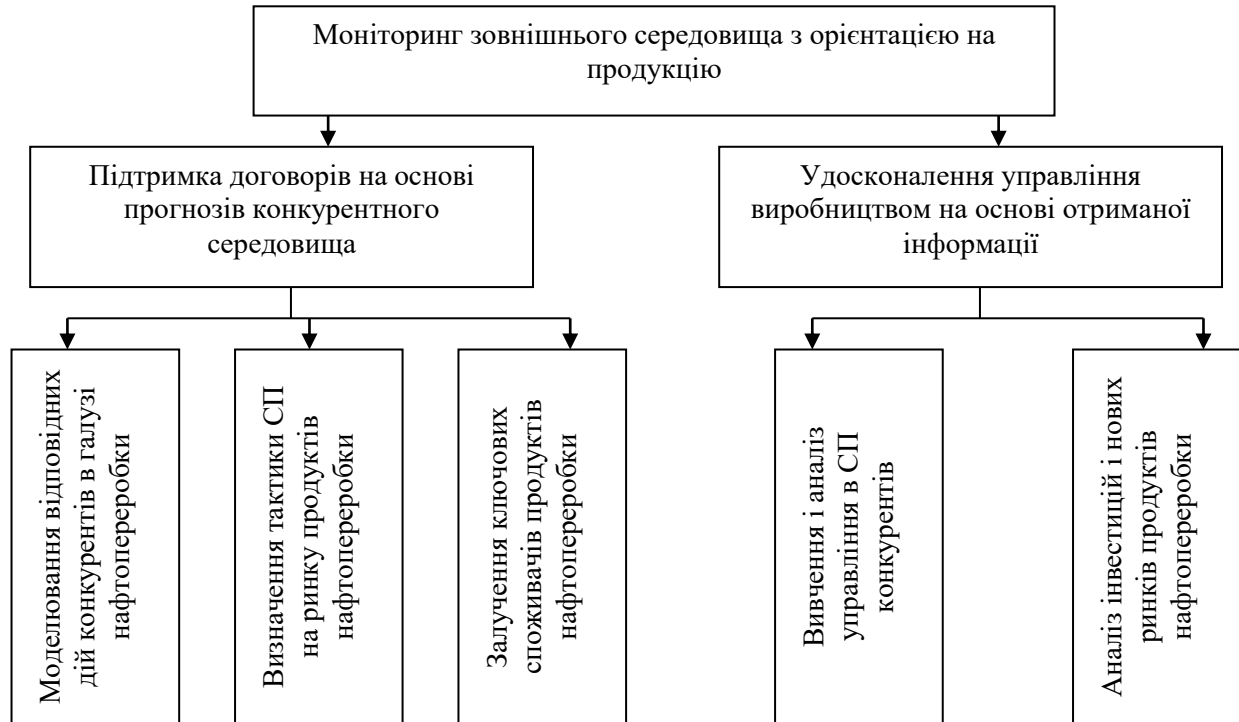 Моніторинг зовнішнього середовища з орієнтацією на
продукцію
Підтримка договорів на основі
прогнозів конкурентного
середовища
Удосконалення управління
виробництвом на основі отриманої
інформації
Моделювання відповідних
дій конкурентів в галузі
нафтопереробки
Визначення тактики СП
на ринку продуктів
нафтопереробки
Залучення ключових
споживачів продуктів
нафтопереробки
Вивчення і аналіз
управління в СП
конкурентів
Аналіз інвестицій і нових
ринків продуктів
нафтопереробки